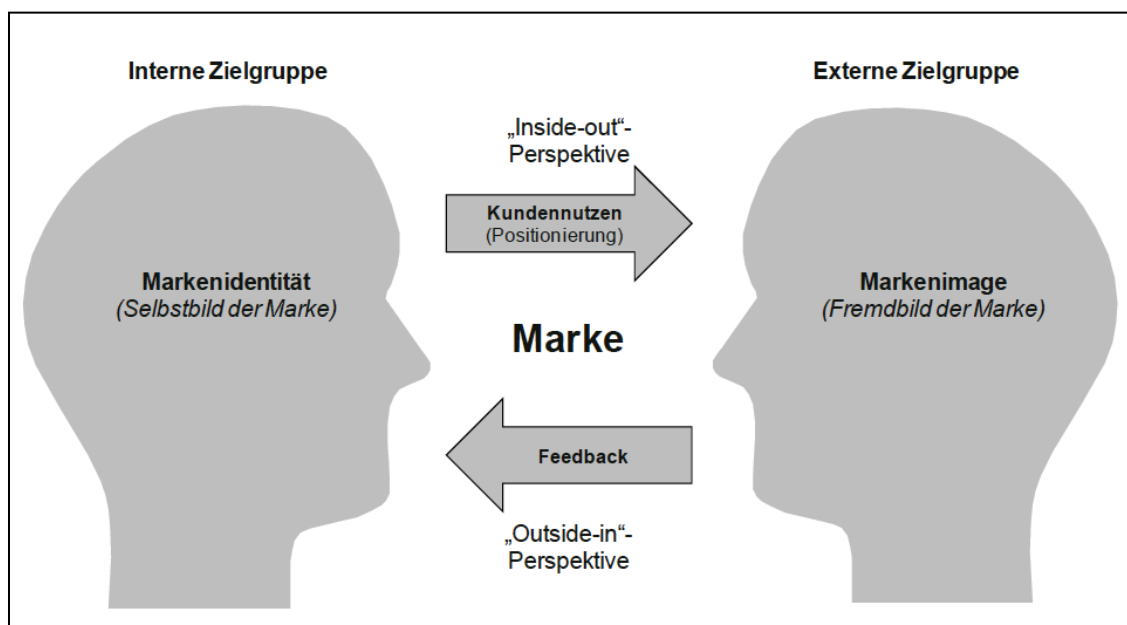 Interne Zielgruppe
Externe Zielgruppe
„Inside-out“-
Perspektive
Kundennutzen
(Positionierung)
Markenidentität
(Selbstbild der Marke)
Markenimage
(Fremdbild der Marke)
Marke
Feedback
„Outside-in“-
Perspektive